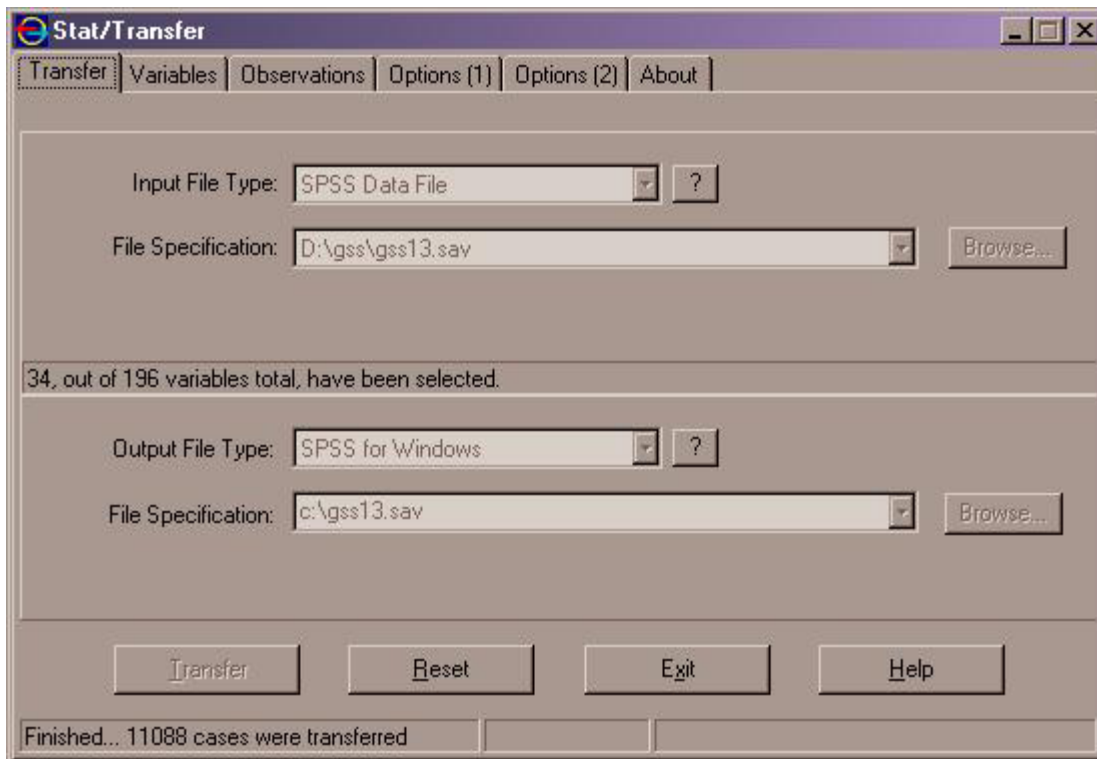 Stat/Transfer
Transfer Variables Observations Options (1) Options (2) About
Input File Type: SPSS Data File ?
File Specification: D:\gss\gss13.sav Browse...
34, out of 196 variables total, have been selected.
Output File Type: SPSS for Windows ?
File Specification: c:\gss13.sav Browse...
Transfer Reset Exit Help
Finished... 11088 cases were transferred